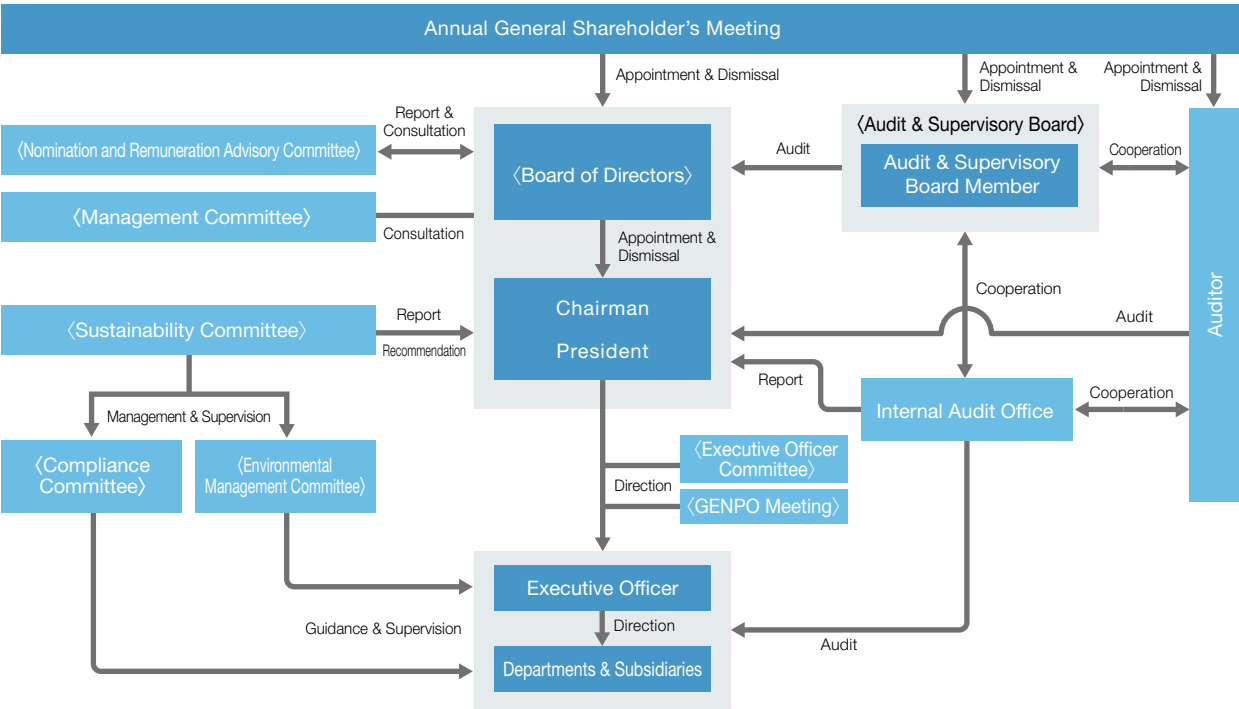 Annual General Shareholder’s Meeting
Appointment & Dismissal
Appointment &
Dismissal
Appointment &
Dismissal
Report &
Consultation
〈Nomination and Remuneration Advisory Committee〉
〈Board of Directors〉
Audit
〈Audit & Supervisory Board〉
Audit & Supervisory
Board Member
Cooperation
〈Management Committee〉
Consultation
Appointment &
Dismissal
Cooperation
Auditor
〈Sustainability Committee〉
Report
Recommendation
Chairman
President
Audit
Report
Internal Audit Office
Cooperation
Management & Supervision
〈Compliance
Committee〉
〈Environmental
Management Committee〉
Direction
〈Executive Officer
Committee〉
〈GENPO Meeting〉
Executive Officer
Guidance & Supervision
Direction
Audit
Departments & Subsidiaries